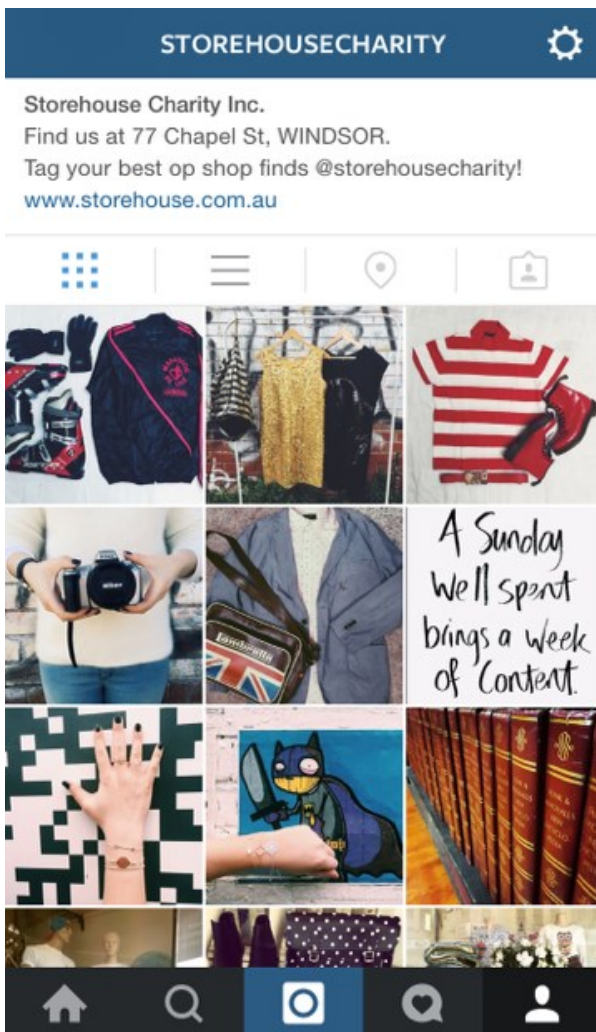 STOREHOUSECHARITY
Storehouse Charity Inc.
Find us at 77 Chapel St, WINDSOR.
Tag your best op shop finds @storehousecharity!
www.storehouse.com.au
Nikon
Lambretta
A Sunday
Well spent
brings a week
of Content.